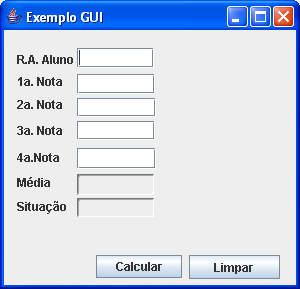 Exemplo GUI
R.A. Aluno
1a. Nota
2a. Nota
3a. Nota
4a.Nota
Média
Situação
Calcular Limpar